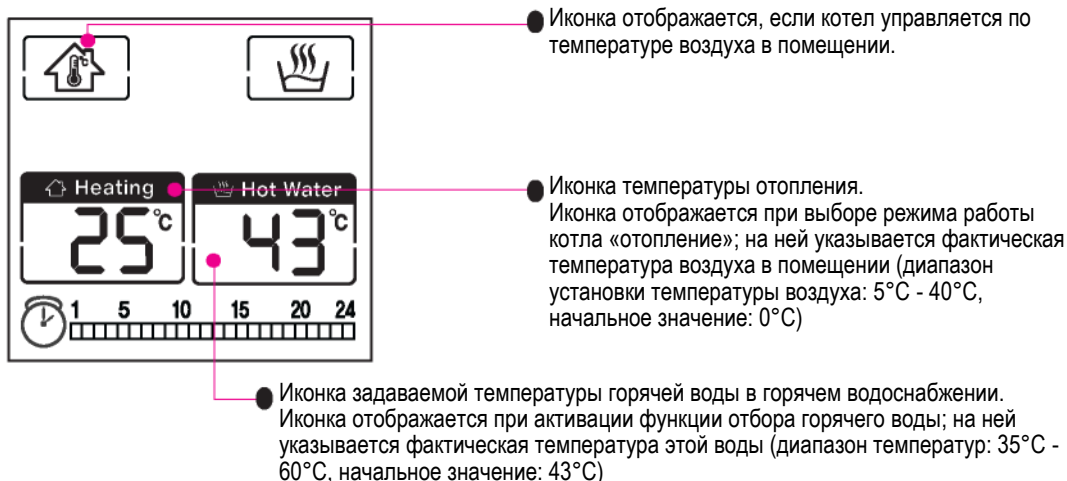 Иконка отображается, если котел управляется по
температуре воздуха в помещении.
°C
Heating
Hot Water
25°C
43°C
1 5 10 15 20 24
Иконка температуры отопления.
Иконка отображается при выборе режима работы
котла «отопление»; на ней указывается фактическая
температура воздуха в помещении (диапазон
установки температуры воздуха: 5°C - 40°C,
начальное значение: 0°C)
Иконка задаваемой температуры горячей воды в горячем водоснабжении.
Иконка отображается при активации функции отбора горячего воды; на ней
указывается фактическая температура этой воды (диапазон температур: 35°C -
60°C, начальное значение: 43°C)